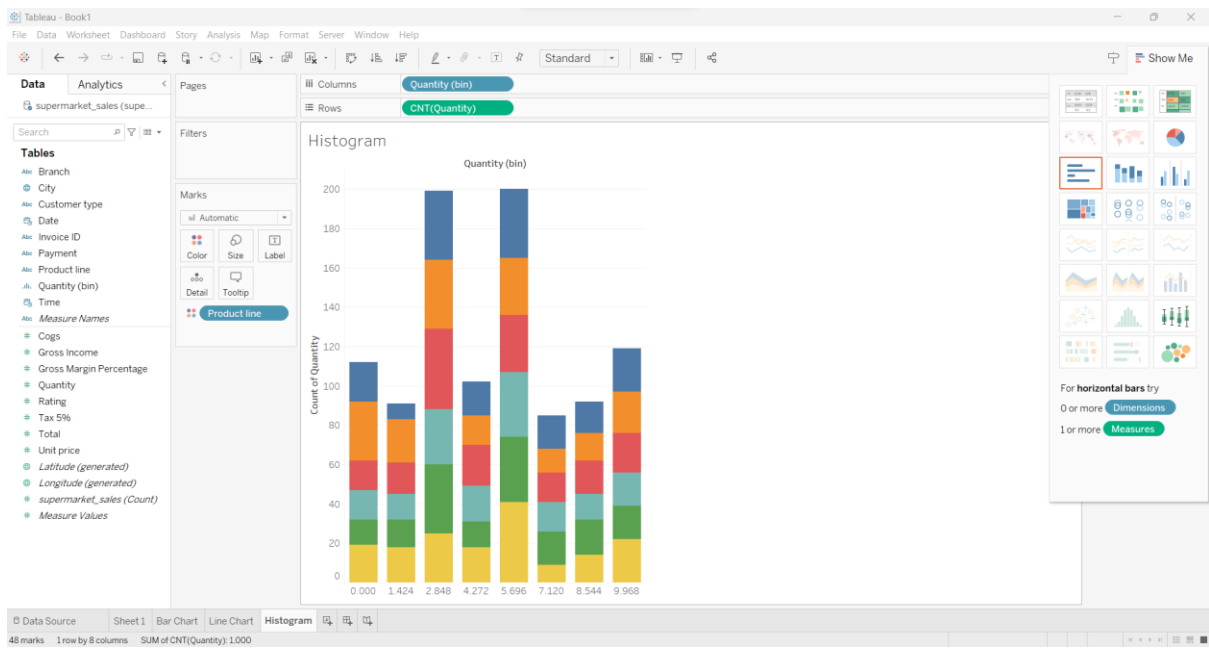 Tableau - Book1
File Data Worksheet Dashboard Story Analysis Map Format Server Window Help
Standard
Show Me
Data Analytics
Pages
Columns
Quantity (bin)
supermarket_sales (supe...
Rows
CNT(Quantity)
Search
Filters
Histogram
Tables
Abc Branch
City
Abc Customer type
Date
Abc Invoice ID
Abc Payment
Abc Product line
Quantity (bin)
Time
Abc Measure Names
# Cogs
# Gross Income
# Gross Margin Percentage
# Quantity
# Rating
# Tax 5%
# Total
# Unit price
Latitude (generated)
Longitude (generated)
# supermarket_sales (Count)
# Measure Values
Marks
Automatic
Color Size Label
Detail Tooltip
Product line
Quantity (bin)
Count of Quantity
200
180
160
140
120
100
80
60
40
20
0
0.000 1.424 2.848 4.272 5.696 7.120 8.544 9.968
For horizontal bars try
0 or more Dimensions
1 or more Measures
Data Source Sheet 1 Bar Chart Line Chart Histogram
48 marks 1 row by 8 columns SUM of CNT(Quantity): 1.000